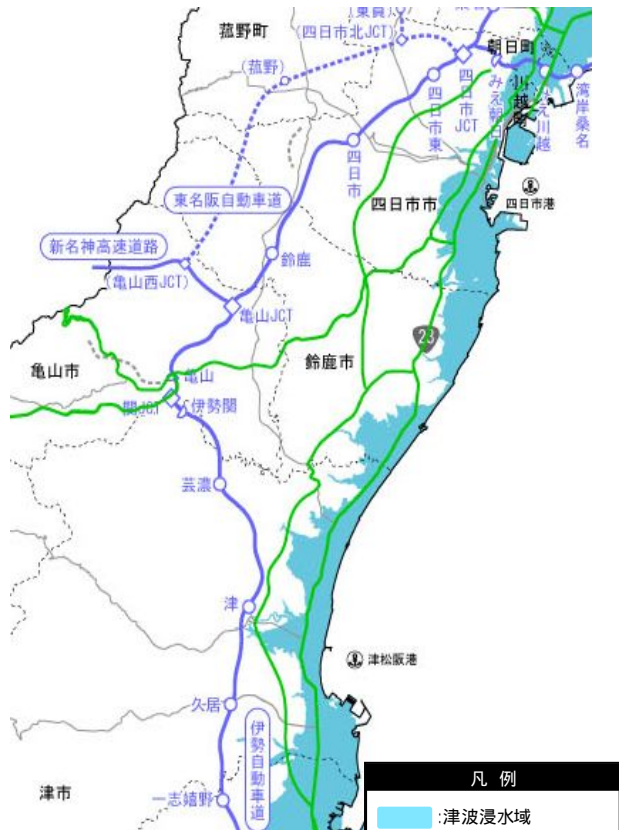 (東員)
菰野町
(四日市北JCT)
朝日町
(菰野)
四日市JCT
みえ朝日
川越町
みえ川越
湾岸桑名
四日市東
四日市
四日市港
東名阪自動車道
四日市市
新名神高速道路
鈴鹿
(亀山西JCT)
亀山JCT
23
鈴鹿市
亀山市
亀山
関JCT
伊勢関
芸濃
津
津松阪港
久居
伊勢自動車道
津市
一志嬉野
凡 例
:津波浸水域